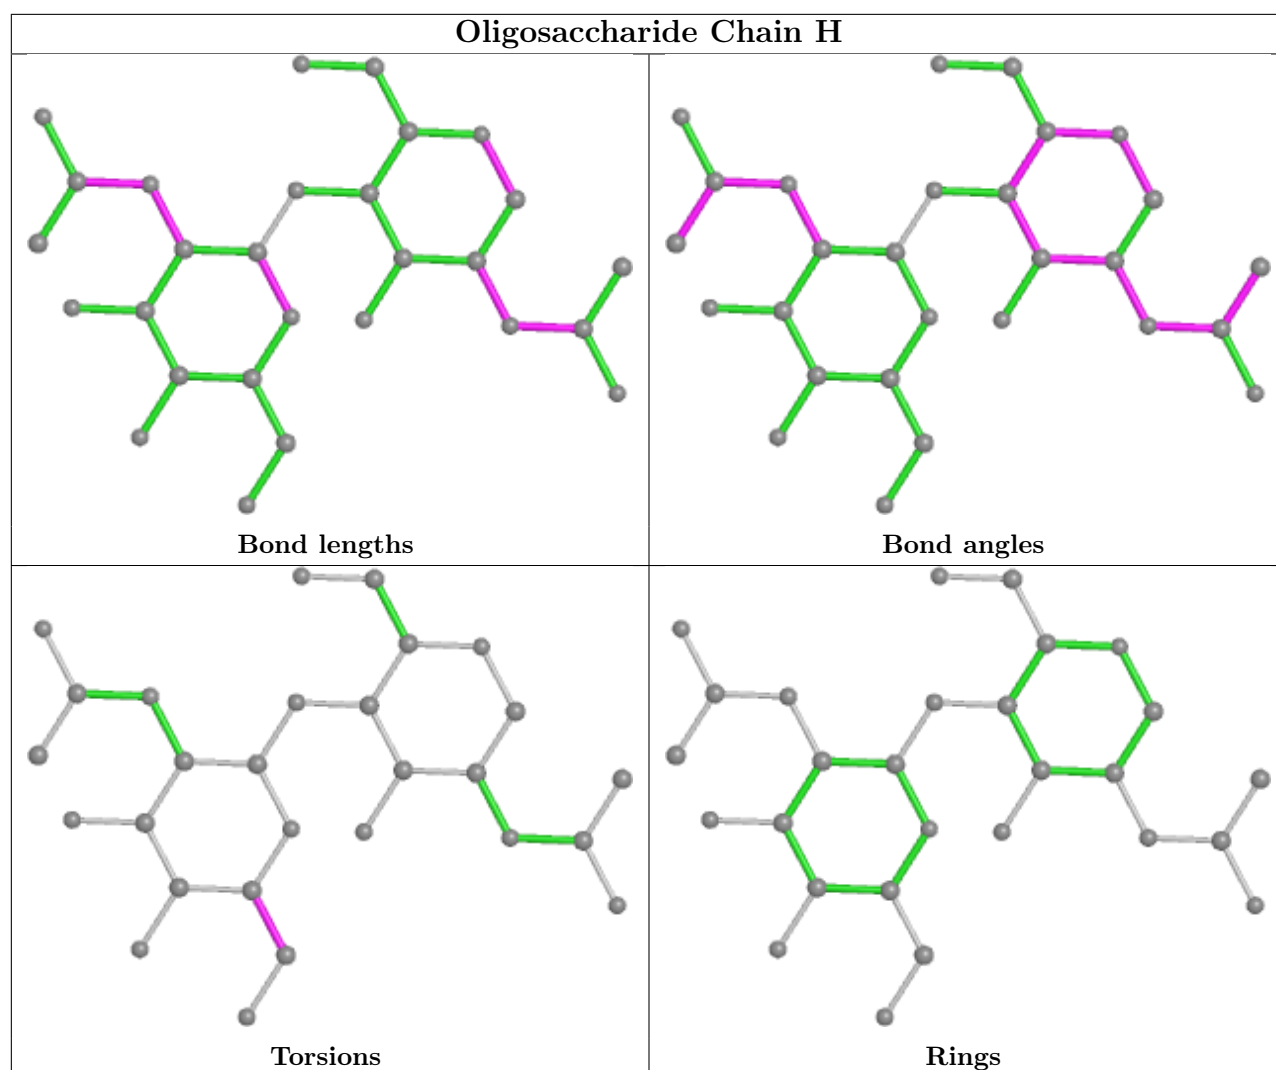 Oligosaccharide Chain H
Bond lengths
Bond angles
Torsions
Rings